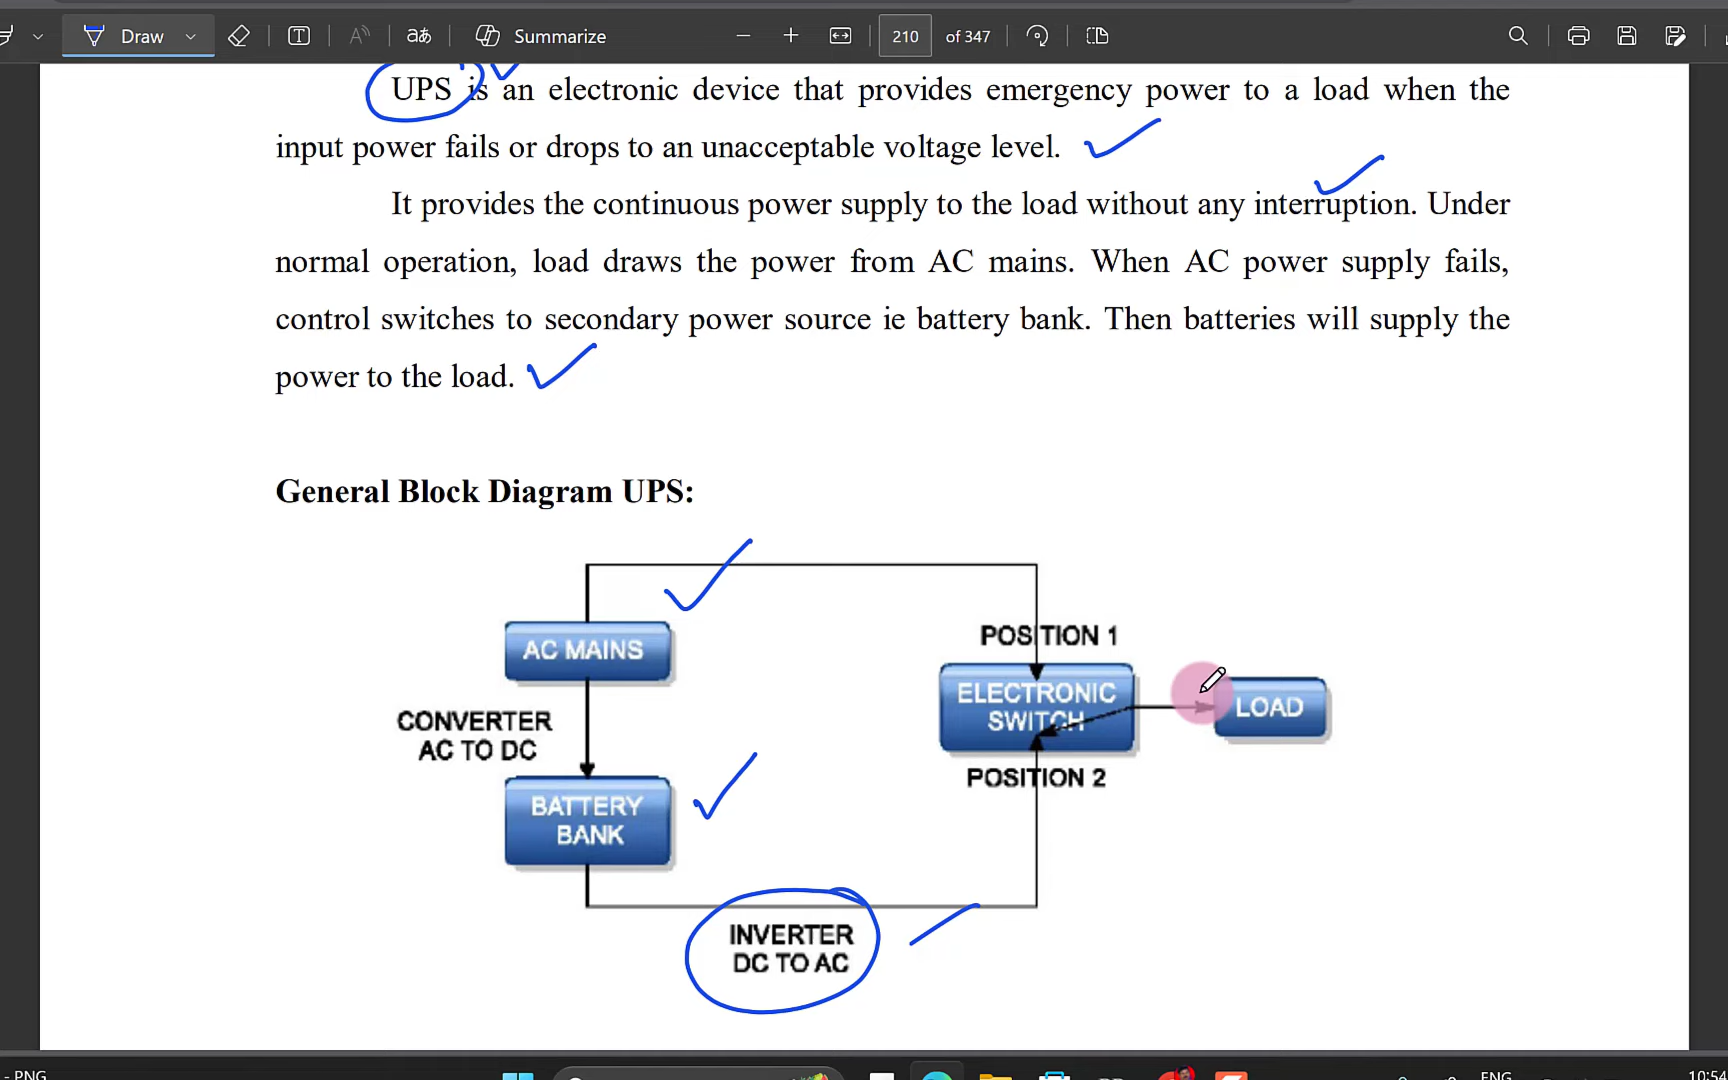 Draw
Summarize
210 of 347
UPS is an electronic device that provides emergency power to a load when the
input power fails or drops to an unacceptable voltage level.
It provides the continuous power supply to the load without any interruption. Under
normal operation, load draws the power from AC mains. When AC power supply fails,
control switches to secondary power source ie battery bank. Then batteries will supply the
power to the load.
General Block Diagram UPS:
AC MAINS
CONVERTER
AC TO DC
BATTERY
BANK
INVERTER
DC TO AC
POSITION 1
ELECTRONIC
SWITCH
POSITION 2
LOAD
- PNG
ENG
10:54